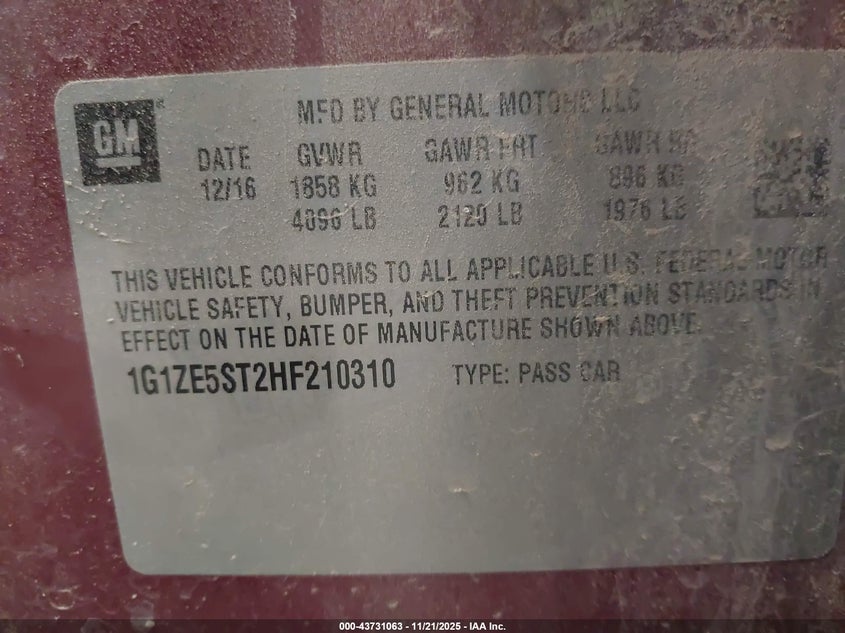 GM®
MFD BY GENERAL MOTORS LLC
DATE GVWR GAWR FRT GAWR RR
12/16 1858 KG 962 KG 896 KG
4096 LB 2120 LB 1976 LB
THIS VEHICLE CONFORMS TO ALL APPLICABLE U.S. FEDERAL MOTOR
VEHICLE SAFETY, BUMPER, AND THEFT PREVENTION STANDARDS IN
EFFECT ON THE DATE OF MANUFACTURE SHOWN ABOVE.
1G1ZE5ST2HF210310 TYPE: PASS CAR
000-43731063 - 11/21/2025 - IAA Inc.